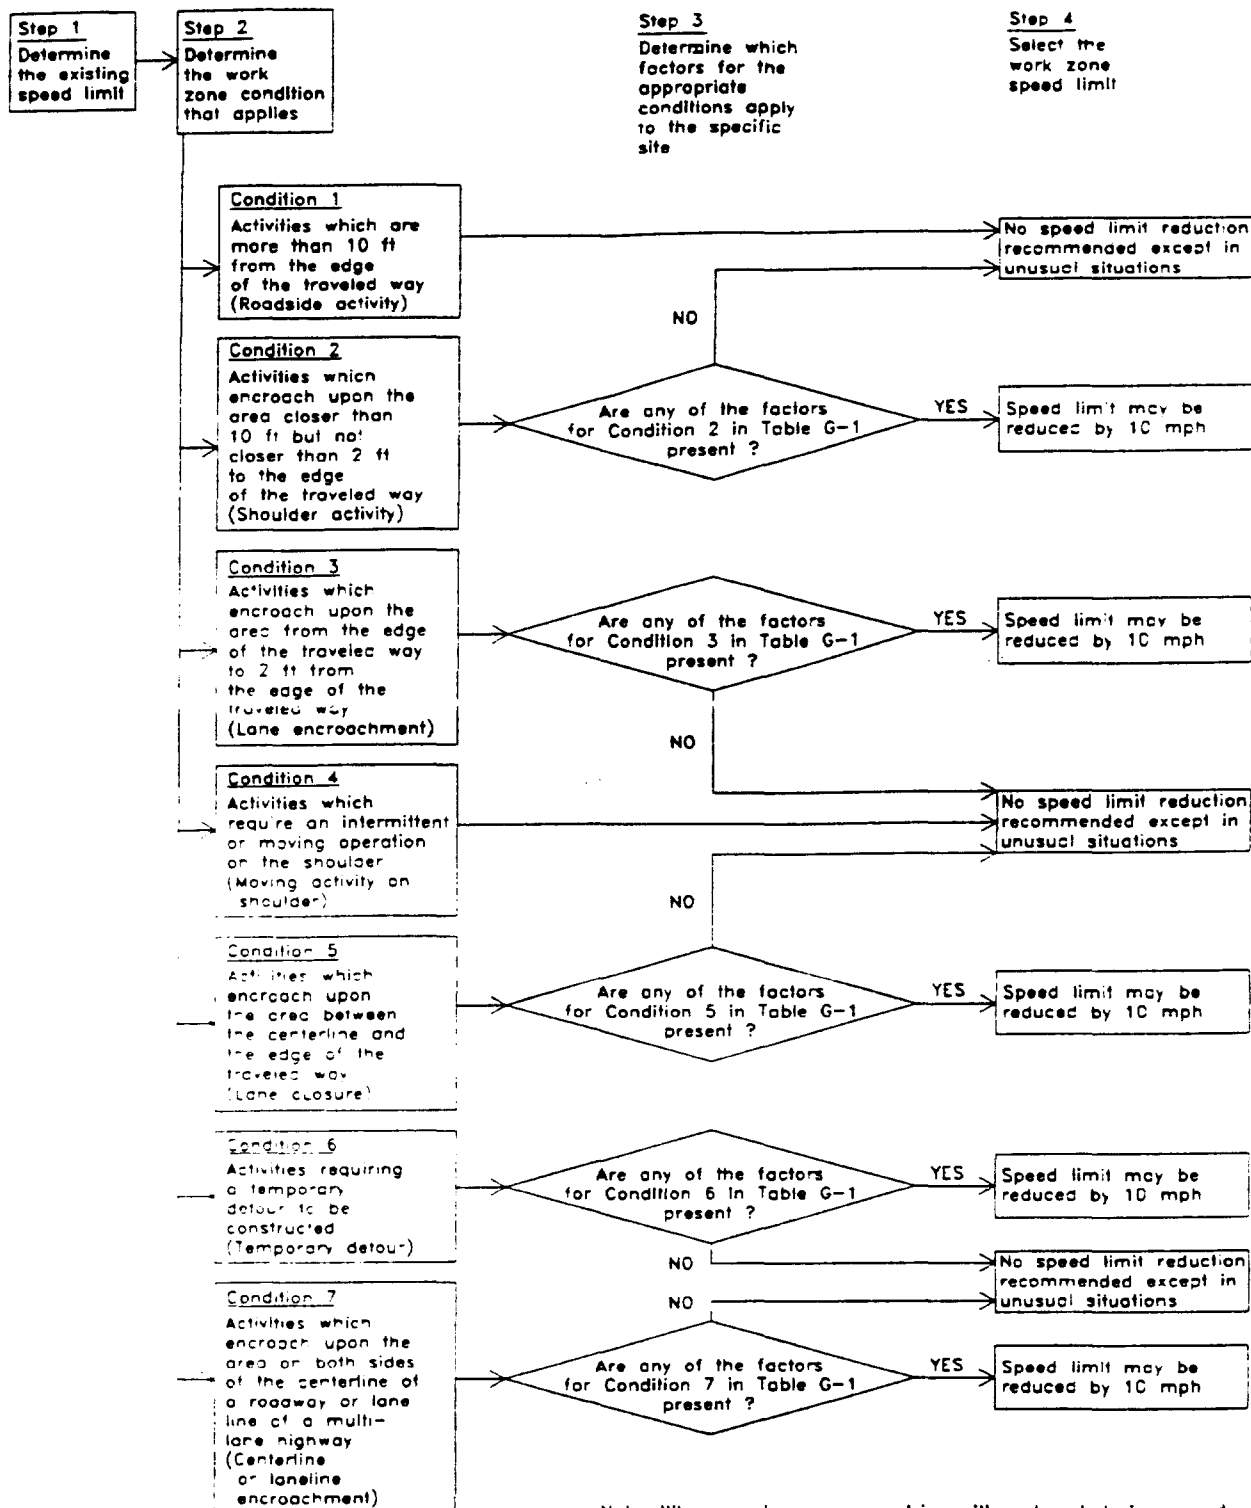 Step 1
Determine
the existing
speed limit
Step 2
Determine
the work
zone condition
that applies
Step 3
Determine which
factors for the
appropriate
conditions apply
to the specific
site
Step 4
Select the
work zone
speed limit
Condition 1
Activities which are
more than 10 ft
from the edge
of the traveled way
(Roadside activity)
No speed limit reduction
recommended except in
unusual situations
NO
Condition 2
Activities which
encroach upon the
area closer than
10 ft but not
closer than 2 ft
to the edge
of the traveled way
(Shoulder activity)
Are any of the factors
for Condition 2 in Table G-1
present ?
YES
Speed limit may be
reduced by 10 mph
Condition 3
Activities which
encroach upon the
area from the edge
of the traveled way
to 2 ft from
the edge of the
traveled way
(Lane encroachment)
Are any of the factors
for Condition 3 in Table G-1
present ?
YES
Speed limit may be
reduced by 10 mph
NO
Condition 4
Activities which
require an intermittent
or moving operation
on the shoulder
(Moving activity on
shoulder)
No speed limit reduction
recommended except in
unusual situations
NO
Condition 5
Activities which
encroach upon
the area between
the centerline and
the edge of the
traveled way
(Lane closure)
Are any of the factors
for Condition 5 in Table G-1
present ?
YES
Speed limit may be
reduced by 10 mph
Condition 6
Activities requiring
a temporary
detour to be
constructed
(Temporary detour)
Are any of the factors
for Condition 6 in Table G-1
present ?
YES
Speed limit may be
reduced by 10 mph
NO
No speed limit reduction
recommended except in
unusual situations
NO
Condition 7
Activities which
encroach upon the
area on both sides
of the centerline of
a roadway or lane
line of a multi-
lane highway
(Centerline
or laneline
encroachment)
Are any of the factors
for Condition 7 in Table G-1
present ?
YES
Speed limit may be
reduced by 10 mph